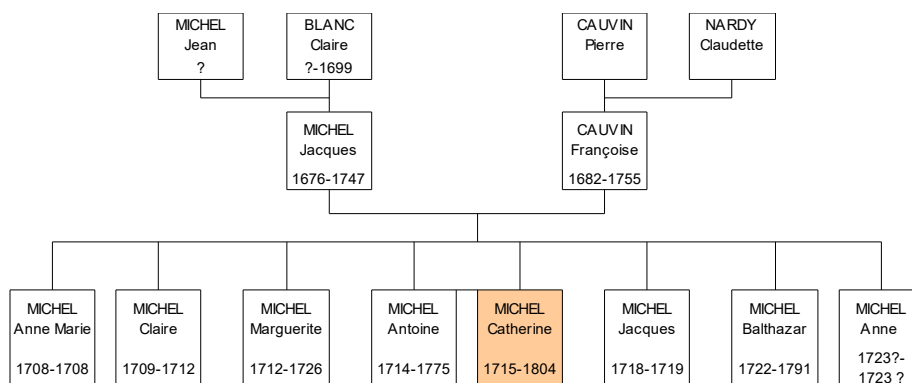 MICHEL
Jean
?
BLANC
Claire
?-1699
CAUVIN
Pierre
NARDY
Claudette
MICHEL
Jacques
1676-1747
CAUVIN
Françoise
1682-1755
MICHEL
Anne Marie
1708-1708
MICHEL
Claire
1709-1712
MICHEL
Marguerite
1712-1726
MICHEL
Antoine
1714-1775
MICHEL
Catherine
1715-1804
MICHEL
Jacques
1718-1719
MICHEL
Balthazar
1722-1791
MICHEL
Anne
1723?-
1723 ?